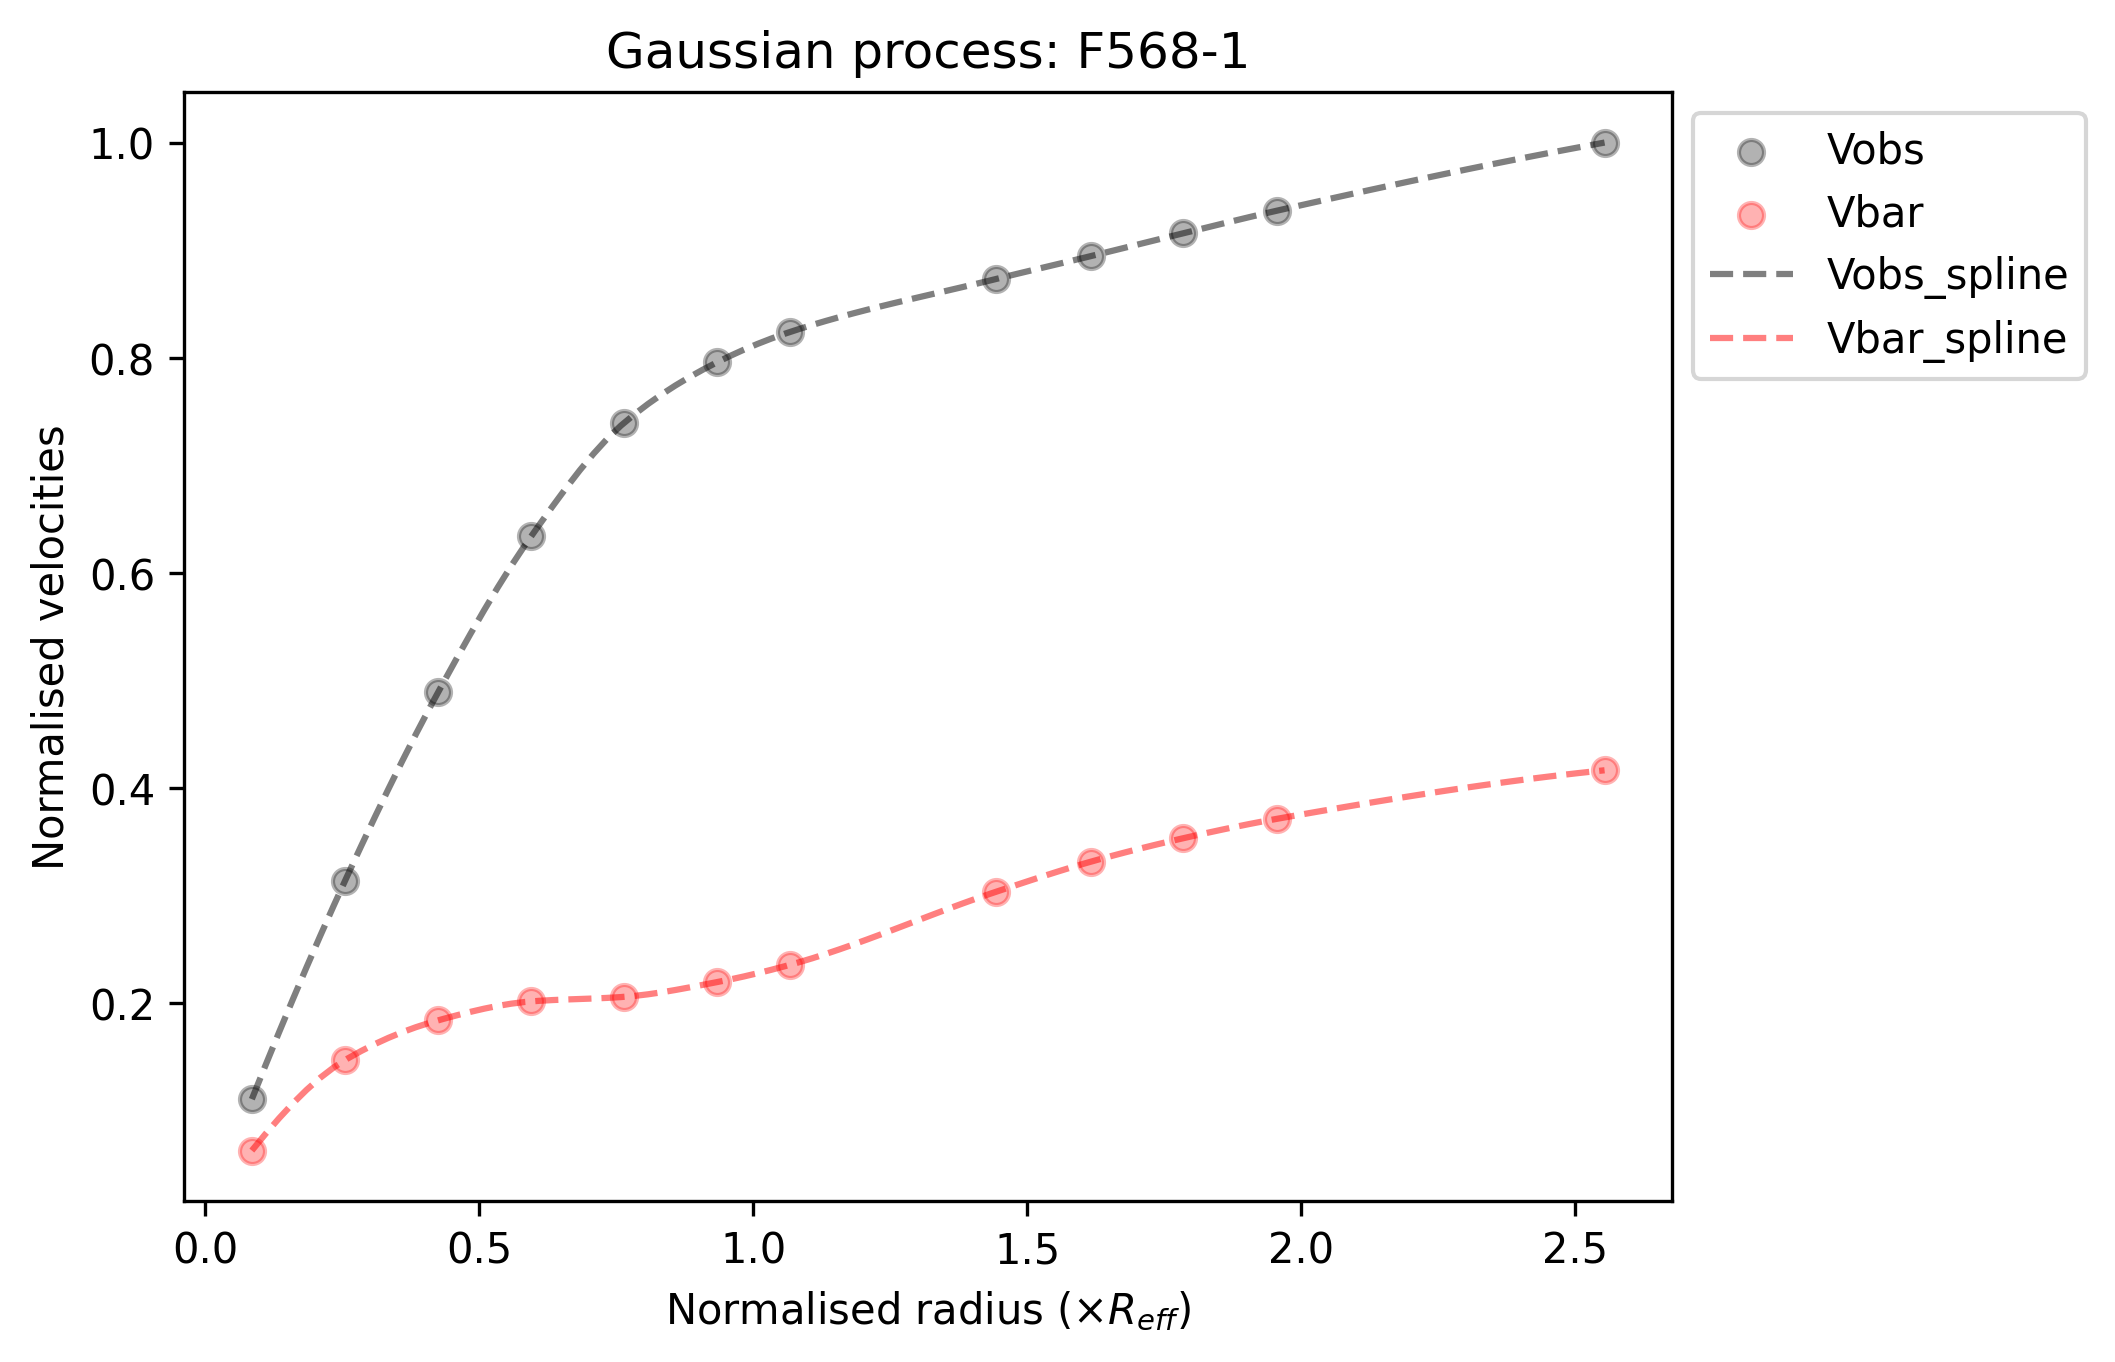 Gaussian process: F568-1
1.0
0.8
0.6
0.4
0.2
Normalised velocities
0.0 0.5 1.0 1.5 2.0 2.5
Normalised radius (×R_eff)
Vobs
Vbar
Vobs_spline
Vbar_spline